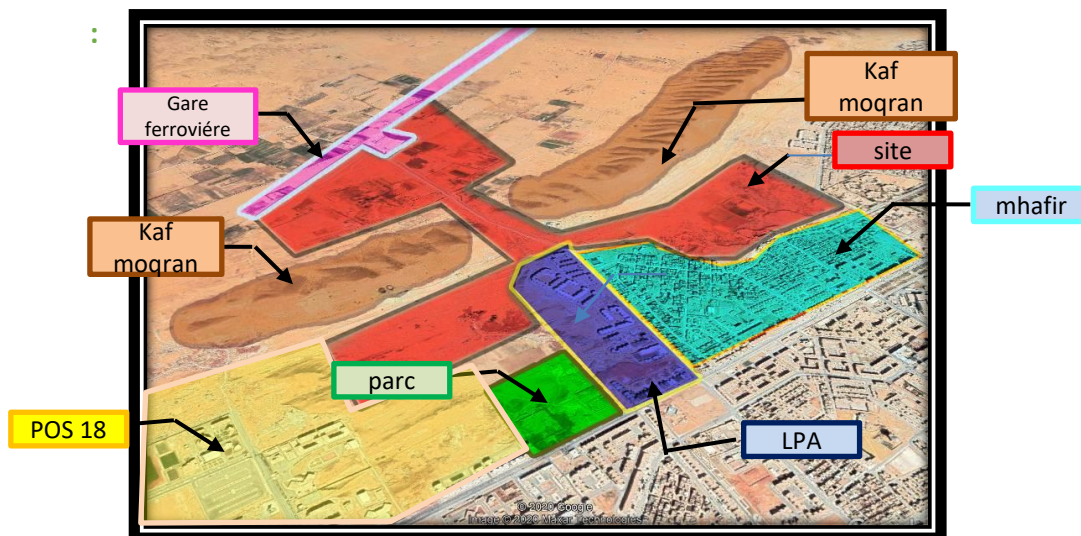 :
Kaf
moqran
Gare
ferroviére
site
mhafir
Kaf
moqran
parc
POS 18
LPA
© 2020 Google
Image © 2020 Maxar Technologies